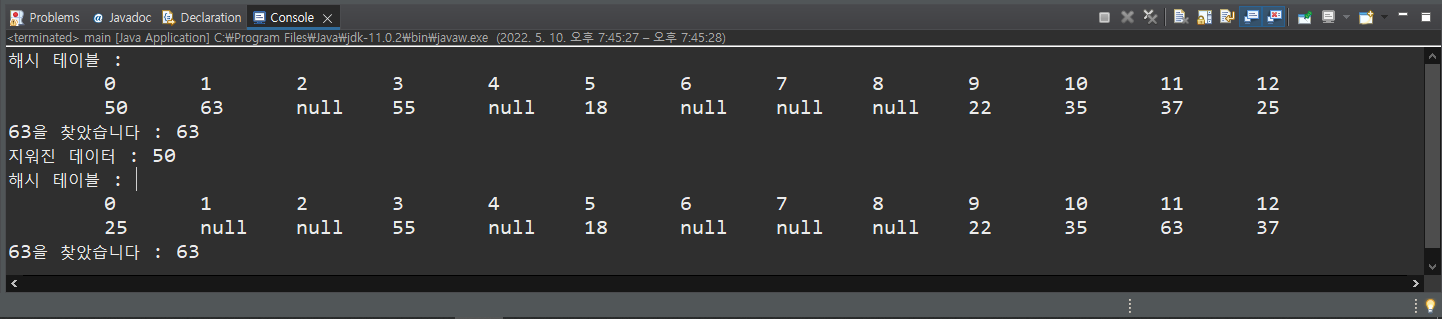 Problems Javadoc Declaration Console
<terminated> main [Java Application] C:\Program Files\Java\jdk-11.0.2\bin\javaw.exe (2022. 5. 10. 오후 7:45:27 – 오후 7:45:28)
해시 테이블 :
0 1 2 3 4 5 6 7 8 9 10 11 12
50 63 null 55 null 18 null null null 22 35 37 25
63을 찾았습니다 : 63
지워진 데이터 : 50
해시 테이블 :
0 1 2 3 4 5 6 7 8 9 10 11 12
25 null null 55 null 18 null null null 22 35 63 37
63을 찾았습니다 : 63